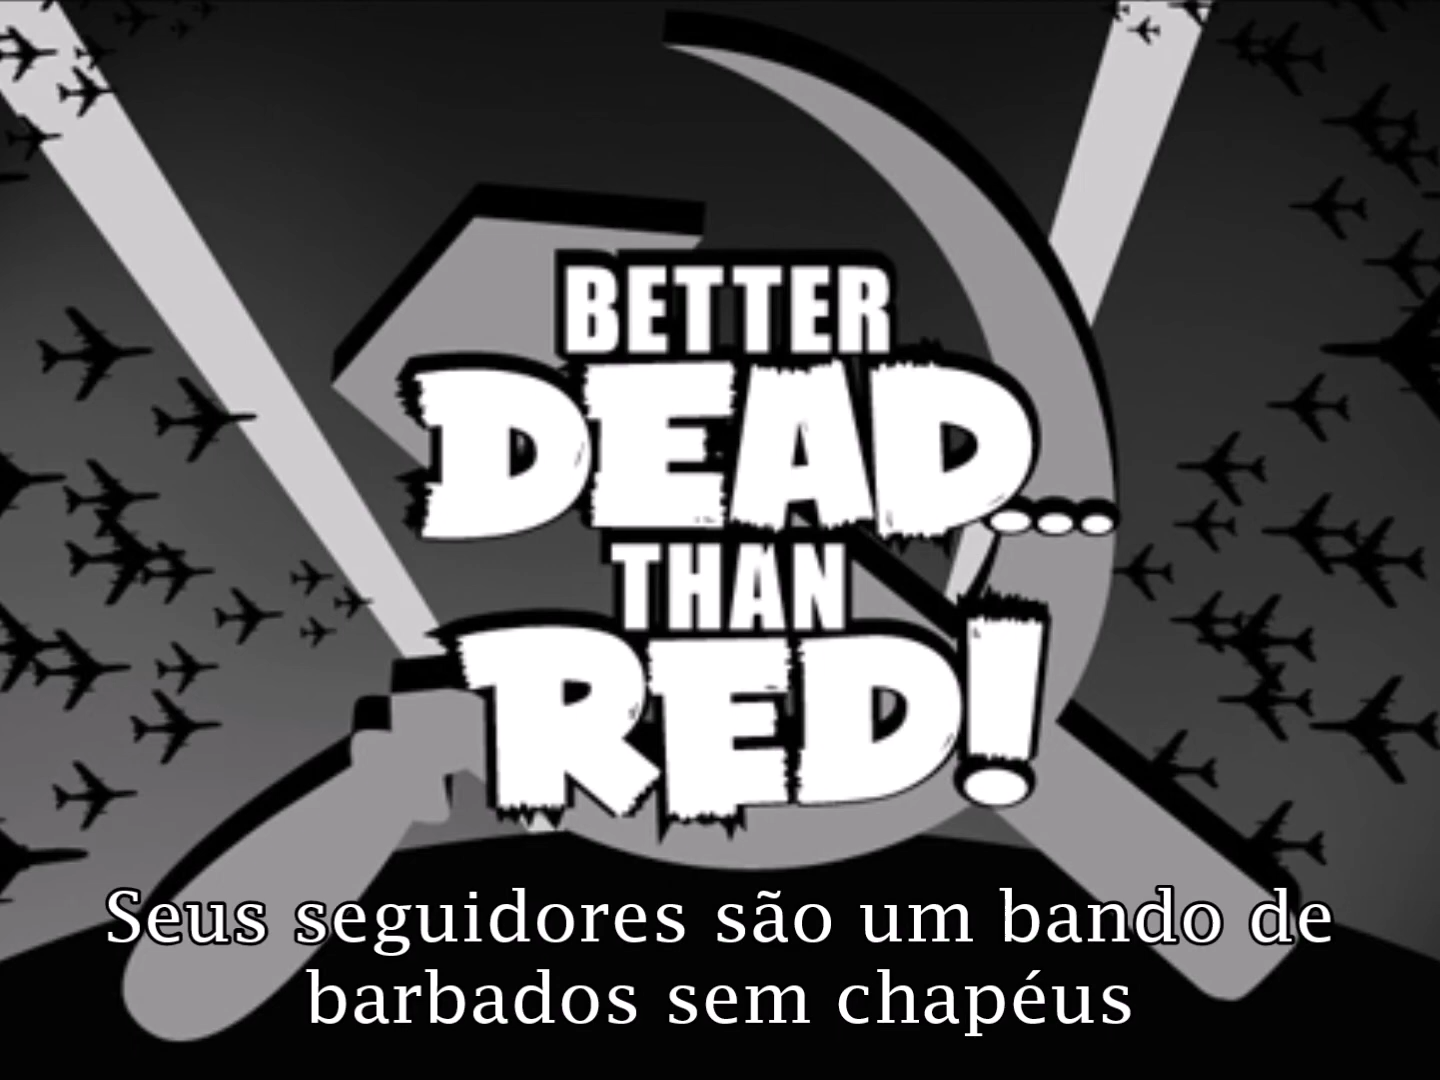 BETTER
DEAD...
THAN
RED!
Seus seguidores são um bando de
barbados sem chapéus